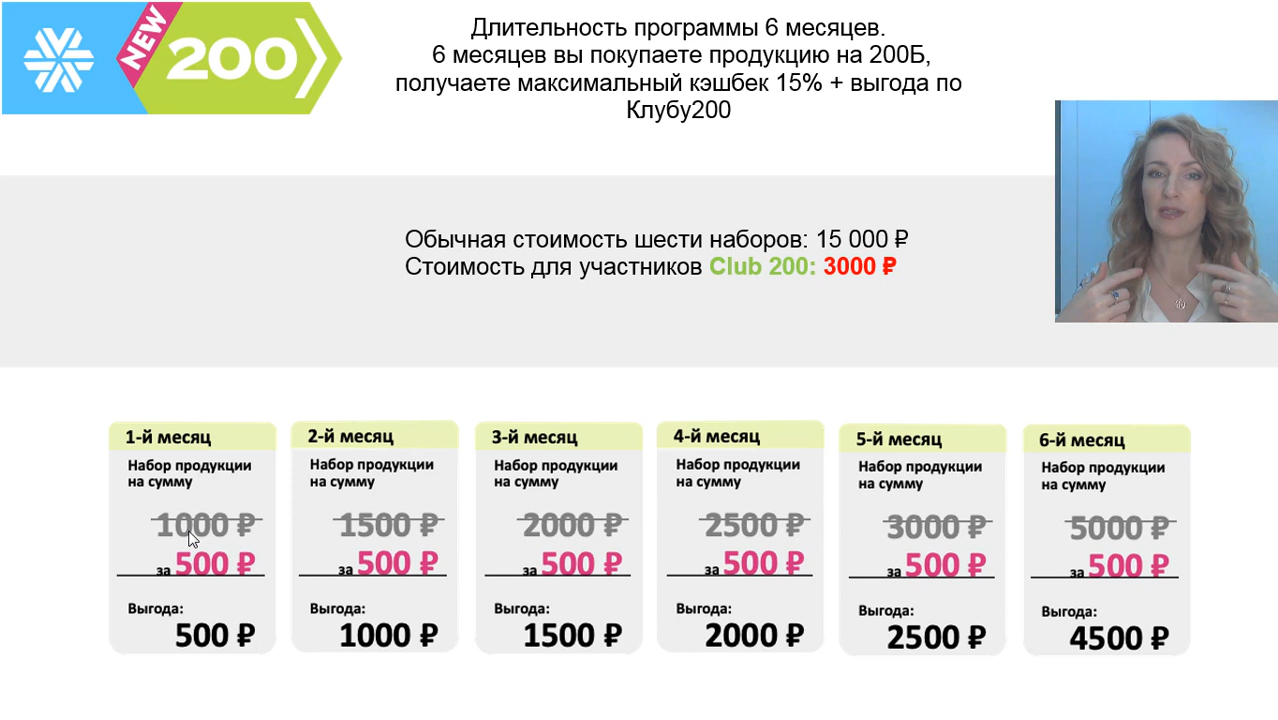 NEW
200
Длительность программы 6 месяцев.
6 месяцев вы покупаете продукцию на 200Б,
получаете максимальный кэшбек 15% + выгода по
Клубу200
Обычная стоимость шести наборов: 15 000 ₽
Стоимость для участников Club 200: 3000 ₽
1-й месяц
Набор продукции
на сумму
1000 ₽
за 500 ₽
Выгода:
500 ₽
2-й месяц
Набор продукции
на сумму
1500 ₽
за 500 ₽
Выгода:
1000 ₽
3-й месяц
Набор продукции
на сумму
2000 ₽
за 500 ₽
Выгода:
1500 ₽
4-й месяц
Набор продукции
на сумму
2500 ₽
за 500 ₽
Выгода:
2000 ₽
5-й месяц
Набор продукции
на сумму
3000 ₽
за 500 ₽
Выгода:
2500 ₽
6-й месяц
Набор продукции
на сумму
5000 ₽
за 500 ₽
Выгода:
4500 ₽